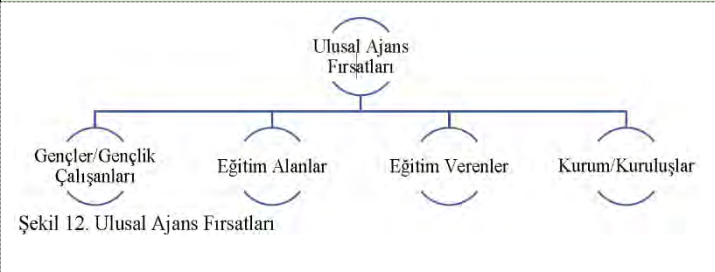 Ulusal Ajans
Fırsatları
Gençler/Gençlik
Çalışanları
Eğitim Alanlar
Eğitim Verenler
Kurum/Kuruluşlar
Şekil 12. Ulusal Ajans Fırsatları